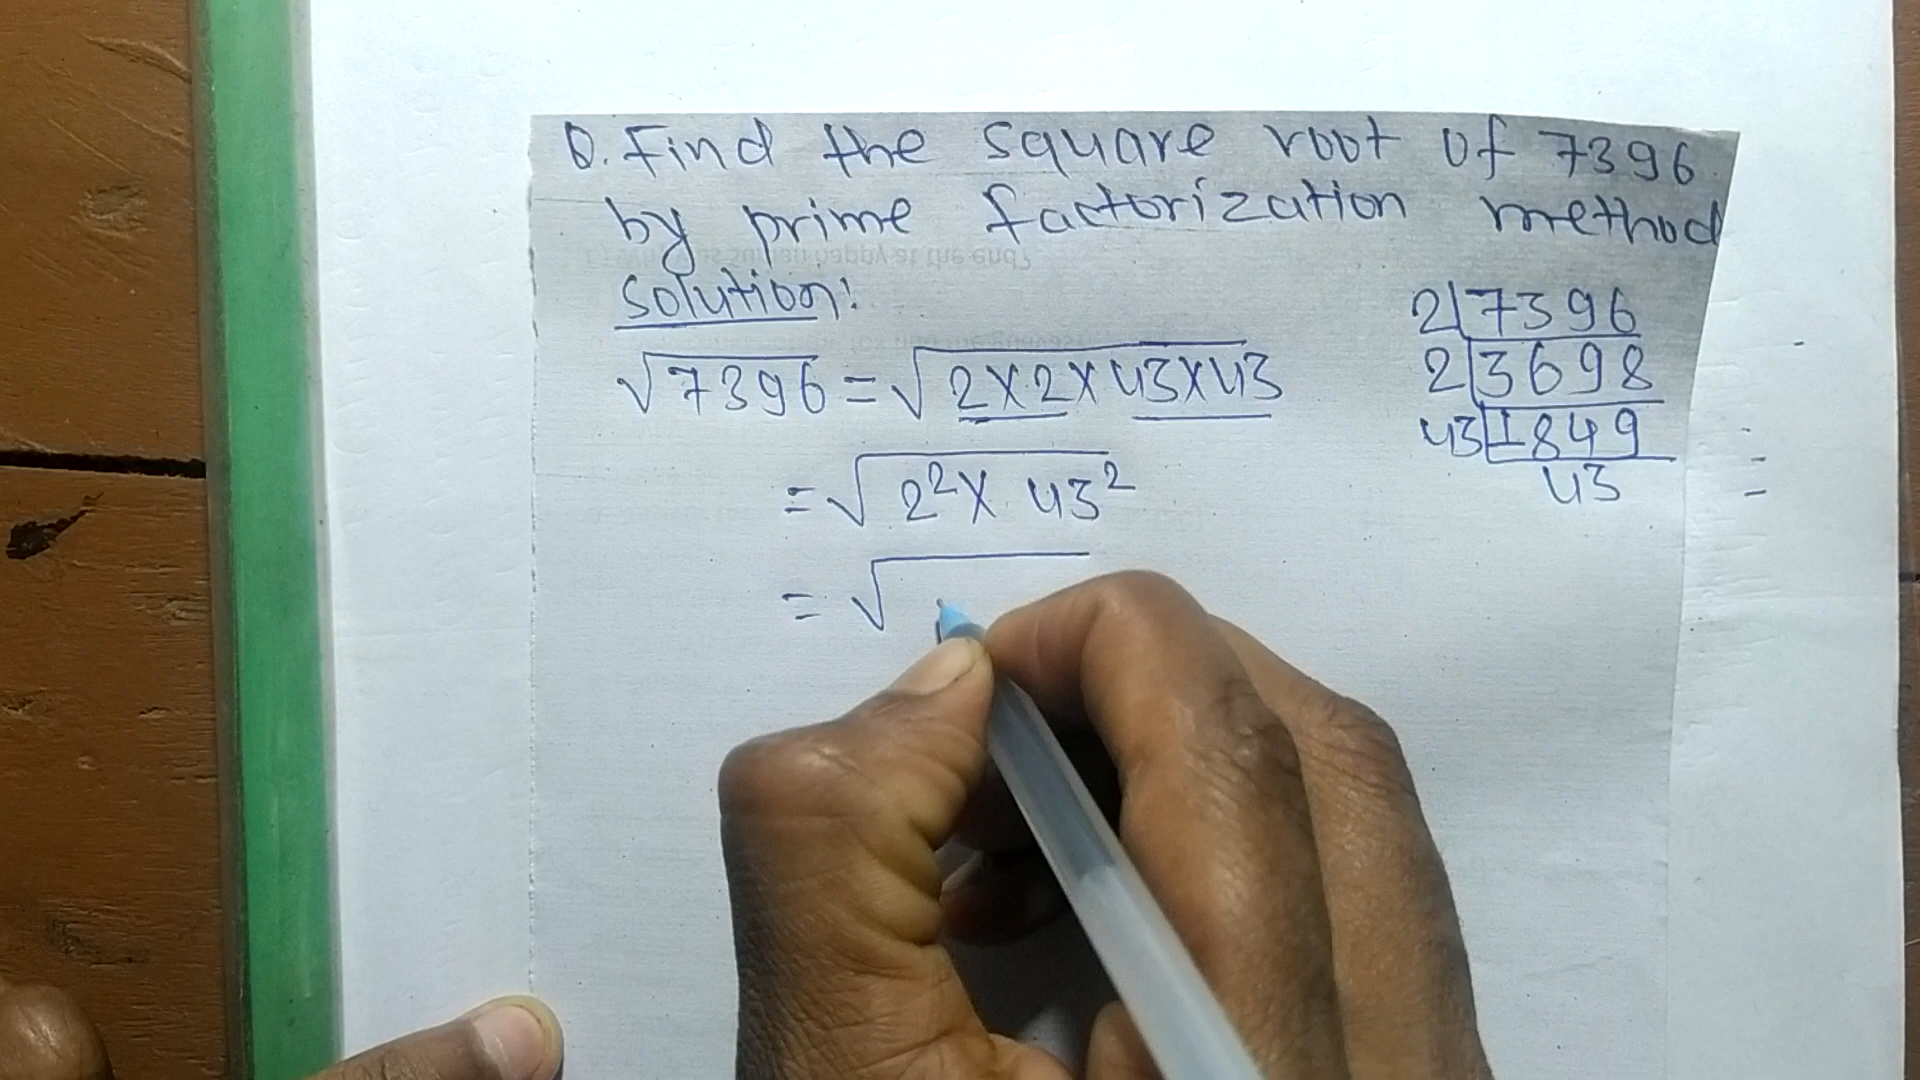 Q. Find the square root of 7396
by prime factorization method
Solution:
√7396 = √2×2×43×43
= √2²× 43²
= √
2|7396
2|3698
43|1849
43